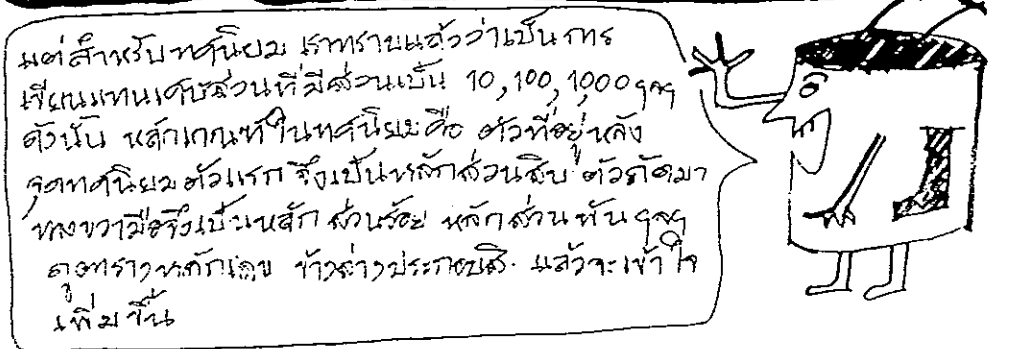 แต่สำหรับทศนิยม เราทราบแล้วว่าเป็นการ
เขียนแทนเศษส่วนที่มีส่วนเป็น 10,100,1,000 ฯลฯ
ดังนั้น หลักเกณฑ์ในทศนิยมคือ ตัวที่อยู่หลัง
จุดทศนิยมตัวแรก จึงเป็นหลักส่วนสิบ ตัวถัดมา
ทางขวามือจึงเป็นหลักส่วนร้อย หลักส่วนพัน ฯลฯ
ดูตารางหลักเลข ข้างล่างประกอบสิ. แล้วจะเข้าใจ
เพิ่มขึ้น